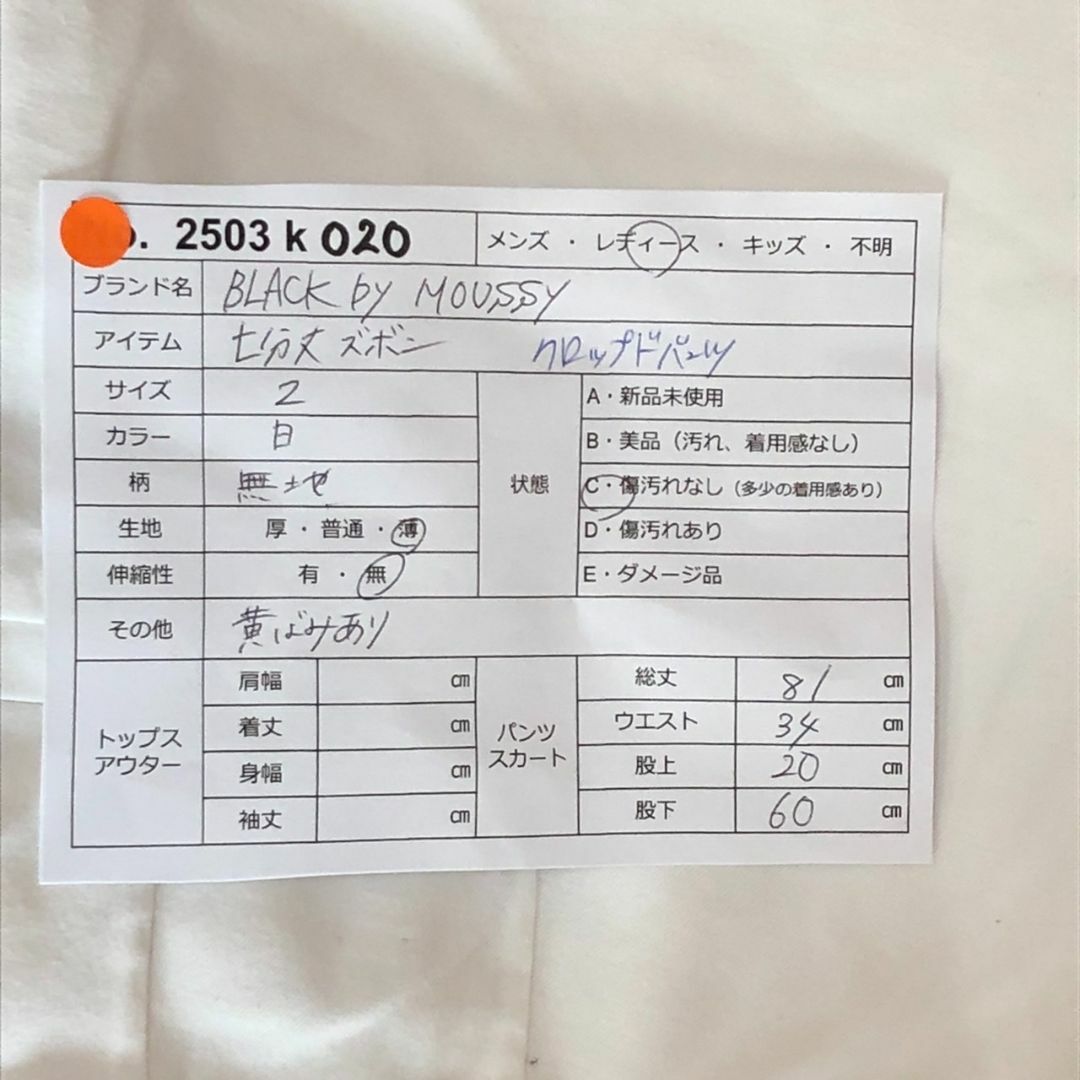 o. 2503 k 020 メンズ ・ レディース ・ キッズ ・ 不明
ブランド名 BLACK by MOUSSY
アイテム 七分丈 ズボン クロップドパンツ
サイズ 2
カラー 白
柄 無地
生地 厚 ・ 普通 ・ 薄
伸縮性 有 ・ 無
状態
A・新品未使用
B・美品（汚れ、着用感なし）
C・傷汚れなし（多少の着用感あり）
D・傷汚れあり
E・ダメージ品
その他 黄ばみあり
トップス
アウター
肩幅 cm
着丈 cm
身幅 cm
袖丈 cm
パンツ
スカート
総丈 81 cm
ウエスト 34 cm
股上 20 cm
股下 60 cm